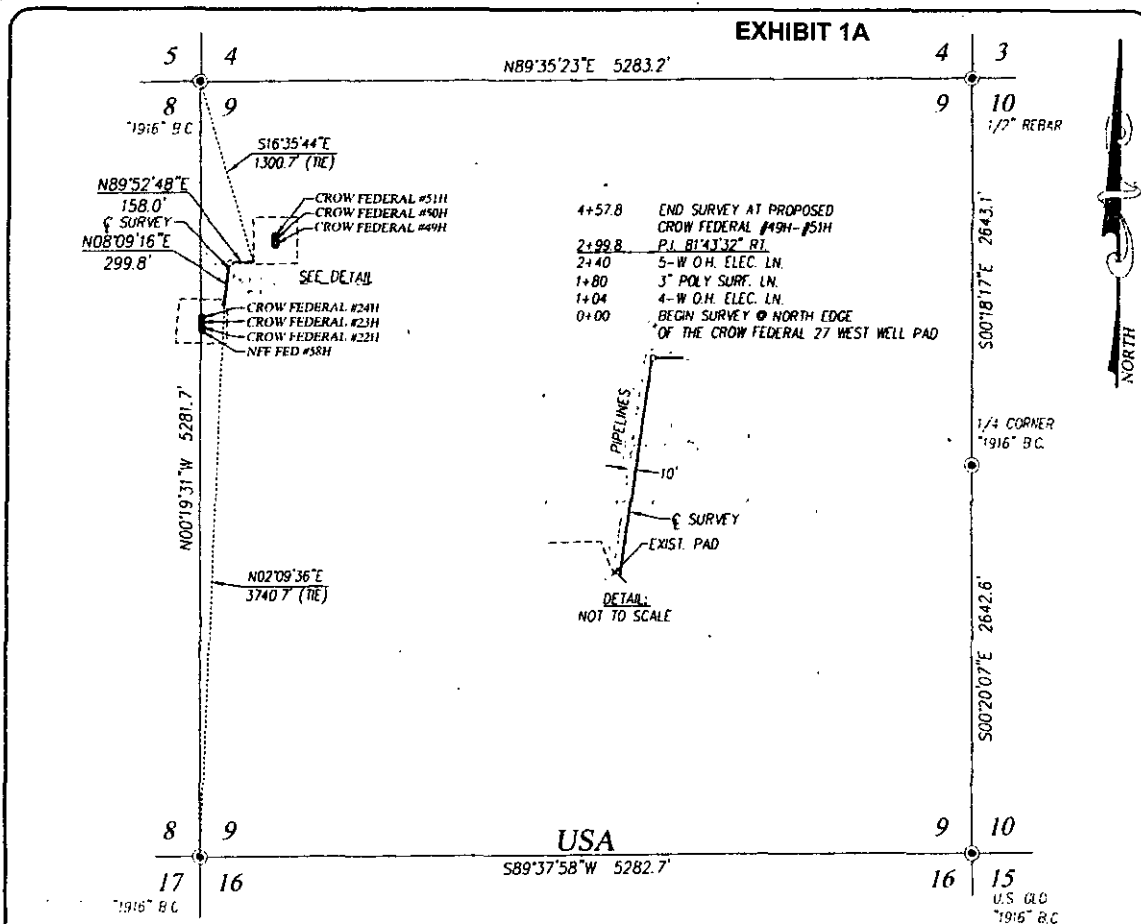 EXHIBIT 1A
5 4
N89°35'23"E 5283.2'
4 3
8 9
"1916" B.C.
9 10
1/2" REBAR
S16°35'44"E
1300.7' (TIE)
N89°52'48"E
158.0'
℄ SURVEY
N08°09'16"E
299.8'
CROW FEDERAL #51H
CROW FEDERAL #50H
CROW FEDERAL #49H
SEE DETAIL
CROW FEDERAL #24H
CROW FEDERAL #23H
CROW FEDERAL #22H
NFE FED #58H
4+57.8 END SURVEY AT PROPOSED
CROW FEDERAL #49H-#51H
2+99.8 P.I. 81°43'32" RT.
2+40 5-W O.H. ELEC. LN.
1+80 3" POLY SURF. LN.
1+04 4-W O.H. ELEC. LN.
0+00 BEGIN SURVEY @ NORTH EDGE
OF THE CROW FEDERAL 27 WEST WELL PAD
S00°18'17"E 2643.1'
NORTH
N00°19'31"W 5281.7'
PIPELINES
10'
℄ SURVEY
EXIST. PAD
DETAIL:
NOT TO SCALE
1/4 CORNER
"1916" B.C.
N02°09'36"E
3740.7' (TIE)
S00°20'07"E 2642.6'
8 9
USA
9 10
S89°37'58"W 5282.7'
17 16
"1916" B.C.
16 15
U.S. GLO
"1916" B.C.